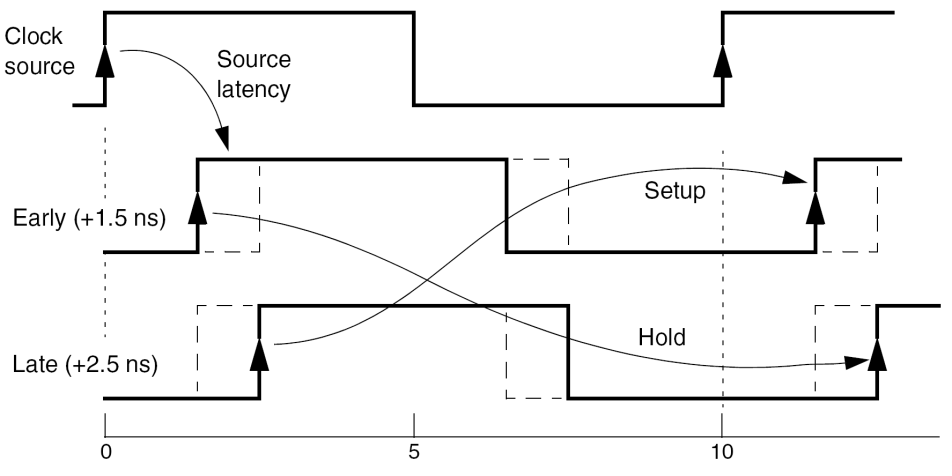 Clock
source
Source
latency
Early (+1.5 ns)
Setup
Late (+2.5 ns)
Hold
0
5
10